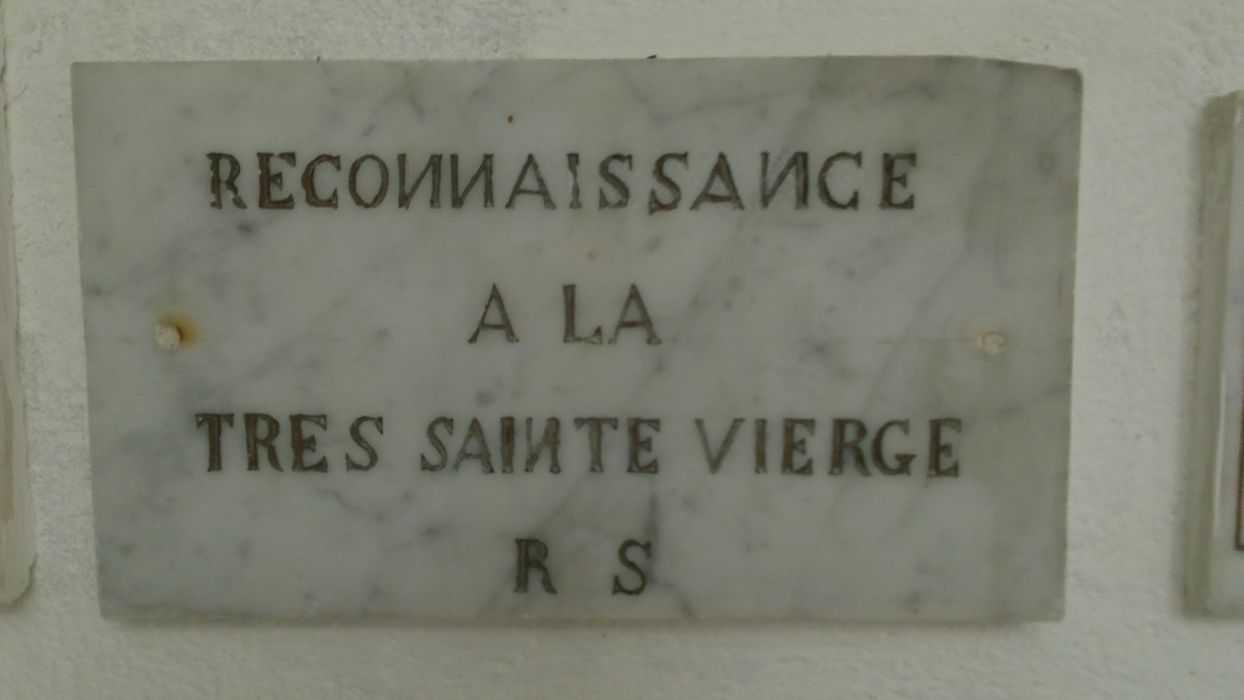 RECONNAISSANCE
A LA
TRES SAINTE VIERGE
R S